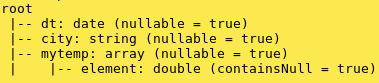 root
 |-- dt: date (nullable = true)
 |-- city: string (nullable = true)
 |-- mytemp: array (nullable = true)
 |    |-- element: double (containsNull = true)